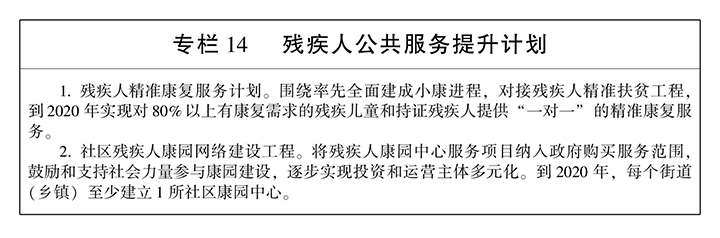 专栏 14 残疾人公共服务提升计划
1. 残疾人精准康复服务计划。围绕率先全面建成小康进程，对接残疾人精准扶贫工程，
到 2020 年实现对 80% 以上有康复需求的残疾儿童和持证残疾人提供“一对一”的精准康复服
务。
2. 社区残疾人康园网络建设工程。将残疾人康园中心服务项目纳入政府购买服务范围，
鼓励和支持社会力量参与康园建设，逐步实现投资和运营主体多元化。到 2020 年，每个街道
(乡镇) 至少建立 1 所社区康园中心。